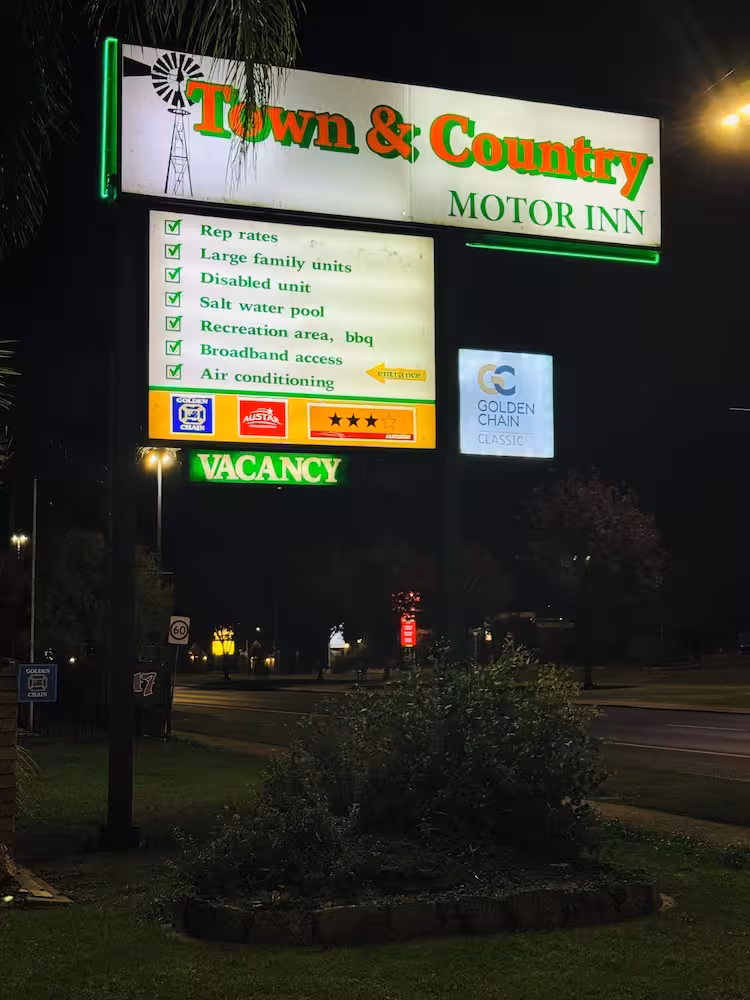 Town & Country
MOTOR INN
Rep rates
Large family units
Disabled unit
Salt water pool
Recreation area, bbq
Broadband access
Air conditioning
entrance
GOLDEN
CHAIN
AUSTAR
GC
GOLDEN
CHAIN
CLASSIC
VACANCY
60
GOLDEN
CHAIN
17